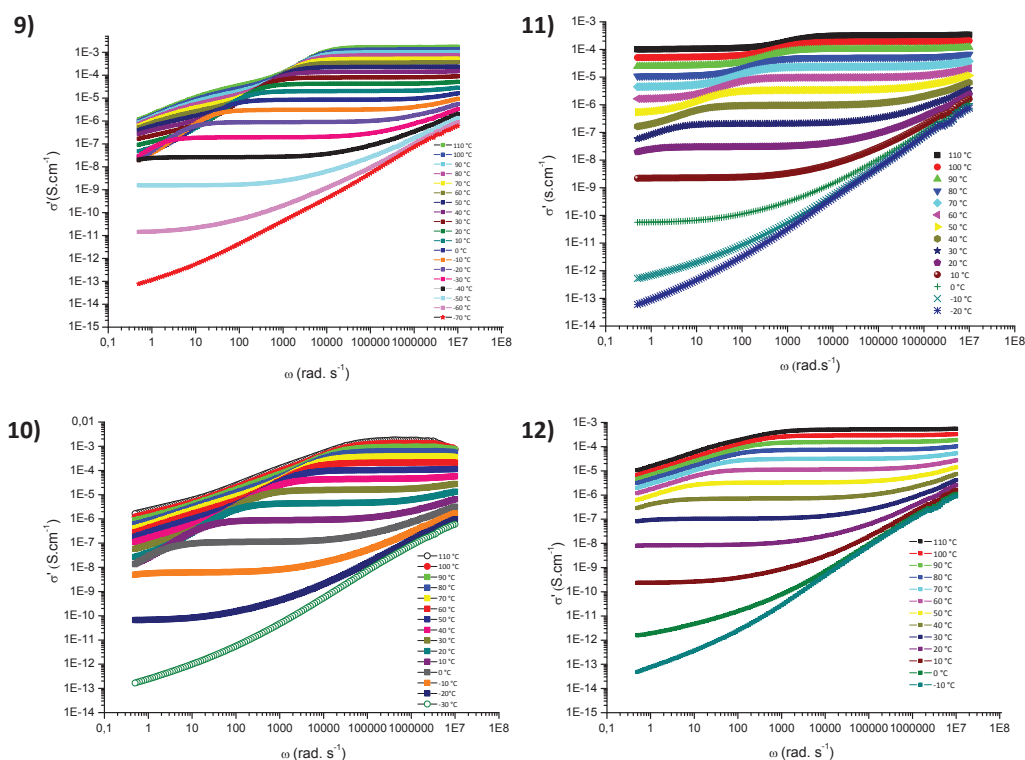 9)
1E-3
1E-4
1E-5
1E-6
1E-7
1E-8
1E-9
1E-10
1E-11
1E-12
1E-13
1E-14
1E-15
σ'(S.cm⁻¹)
0,1 1 10 100 1000 10000 100000 1000000 1E7 1E8
ω (rad. s⁻¹)
110 °C
100 °C
90 °C
80 °C
70 °C
60 °C
50 °C
40 °C
30 °C
20 °C
10 °C
0 °C
-10 °C
-20 °C
-30 °C
-40 °C
-50 °C
-60 °C
-70 °C
11)
1E-3
1E-4
1E-5
1E-6
1E-7
1E-8
1E-9
1E-10
1E-11
1E-12
1E-13
1E-14
σ' (s.cm⁻¹)
0,1 1 10 100 1000 10000 100000 1000000 1E7 1E8
ω (rad.s⁻¹)
110 °C
100 °C
90 °C
80 °C
70 °C
60 °C
50 °C
40 °C
30 °C
20 °C
10 °C
0 °C
-10 °C
-20 °C
10)
0,01
1E-3
1E-4
1E-5
1E-6
1E-7
1E-8
1E-9
1E-10
1E-11
1E-12
1E-13
1E-14
σ' (S.cm⁻¹)
0,1 1 10 100 1000 10000 100000 1000000 1E7 1E8
ω (rad. s⁻¹)
110 °C
100 °C
90 °C
80 °C
70 °C
60 °C
50 °C
40 °C
30 °C
20 °C
10 °C
0 °C
-10 °C
-20°C
-30 °C
12)
1E-3
1E-4
1E-5
1E-6
1E-7
1E-8
1E-9
1E-10
1E-11
1E-12
1E-13
1E-14
σ' (S.cm⁻¹)
0,1 1 10 100 1000 10000 100000 1000000 1E7 1E8
ω (rad. s⁻¹)
110 °C
100 °C
90 °C
80 °C
70 °C
60 °C
50 °C
40 °C
30 °C
20 °C
10 °C
0 °C
-10 °C